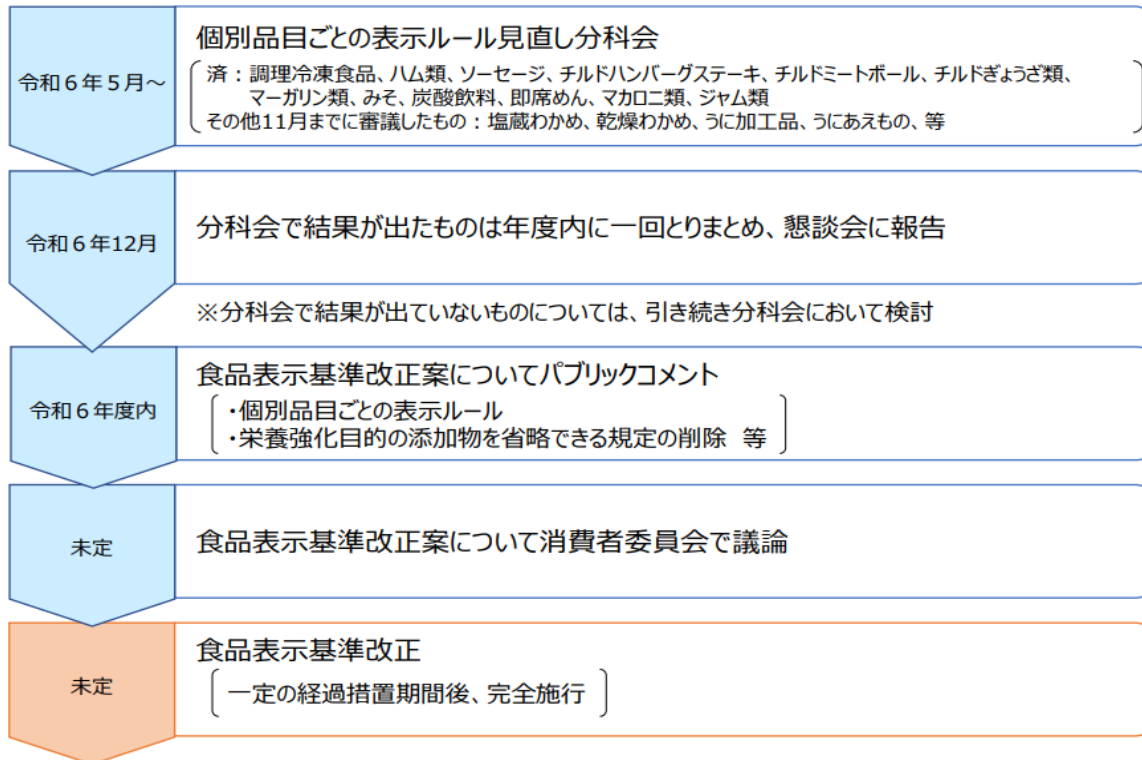 令和６年５月～
個別品目ごとの表示ルール見直し分科会
済：調理冷凍食品、ハム類、ソーセージ、チルドハンバーグステーキ、チルドミートボール、チルドぎょうざ類、
マーガリン類、みそ、炭酸飲料、即席めん、マカロニ類、ジャム類
その他11月までに審議したもの：塩蔵わかめ、乾燥わかめ、うに加工品、うにあえもの、等
令和６年12月
分科会で結果が出たものは年度内に一回とりまとめ、懇談会に報告
※分科会で結果が出ていないものについては、引き続き分科会において検討
令和６年度内
食品表示基準改正案についてパブリックコメント
・個別品目ごとの表示ルール
・栄養強化目的の添加物を省略できる規定の削除　等
未定
食品表示基準改正案について消費者委員会で議論
未定
食品表示基準改正
一定の経過措置期間後、完全施行